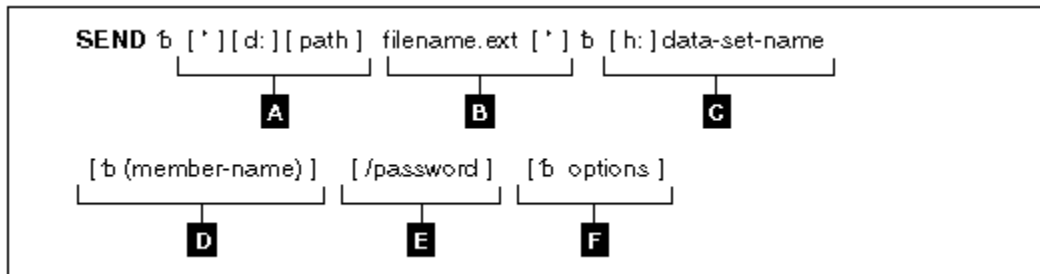 SEND ƀ [ ' ] [ d: ] [ path ] filename.ext [ ' ] ƀ [ h: ] data-set-name
A B C
[ ƀ (member-name) ] [ /password ] [ ƀ options ]
D E F